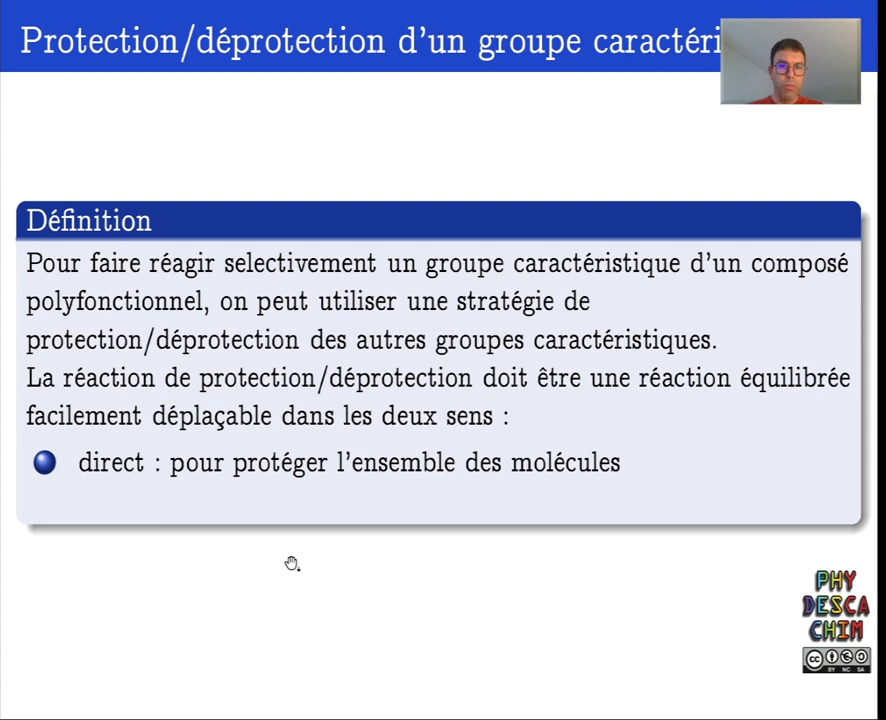 Protection/déprotection d'un groupe caractéri
Définition
Pour faire réagir selectivement un groupe caractéristique d'un composé
polyfonctionnel, on peut utiliser une stratégie de
protection/déprotection des autres groupes caractéristiques.
La réaction de protection/déprotection doit être une réaction équilibrée
facilement déplaçable dans les deux sens :
direct : pour protéger l'ensemble des molécules
PHY
DESCA
CHIM
cc
BY NC SA